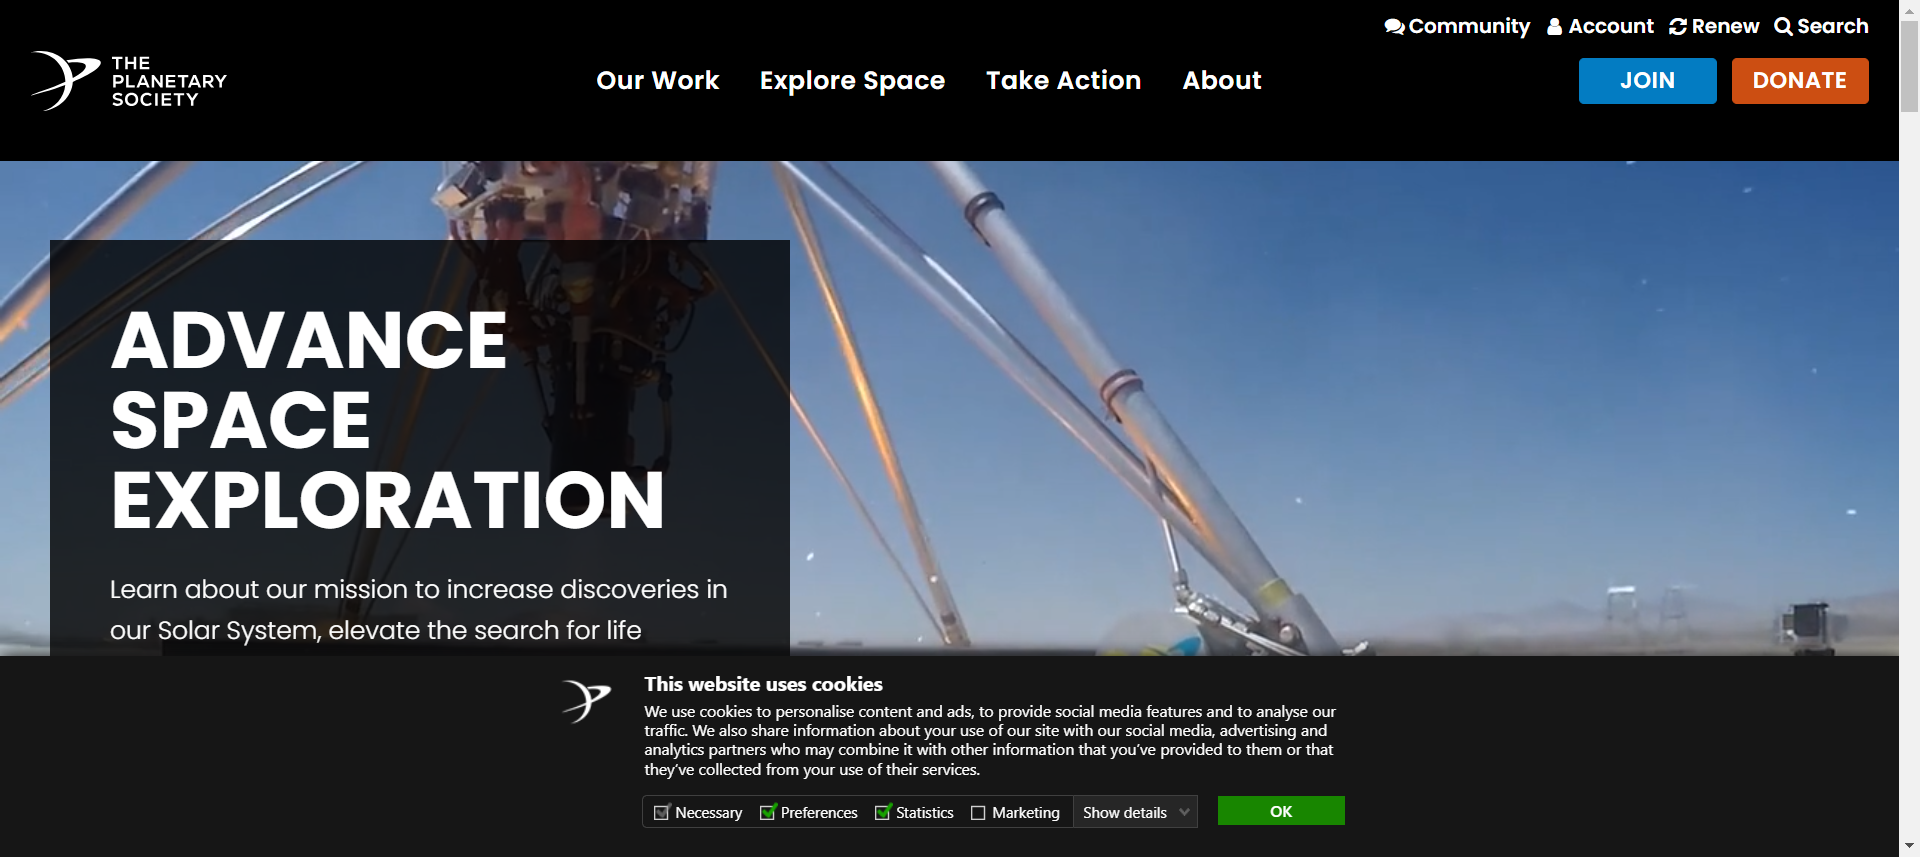 Community Account Renew Search
THE
PLANETARY
SOCIETY
Our Work Explore Space Take Action About
JOIN DONATE
ADVANCE
SPACE
EXPLORATION
Learn about our mission to increase discoveries in
our Solar System, elevate the search for life
This website uses cookies
We use cookies to personalise content and ads, to provide social media features and to analyse our
traffic. We also share information about your use of our site with our social media, advertising and
analytics partners who may combine it with other information that you've provided to them or that
they've collected from your use of their services.
Necessary Preferences Statistics Marketing Show details OK